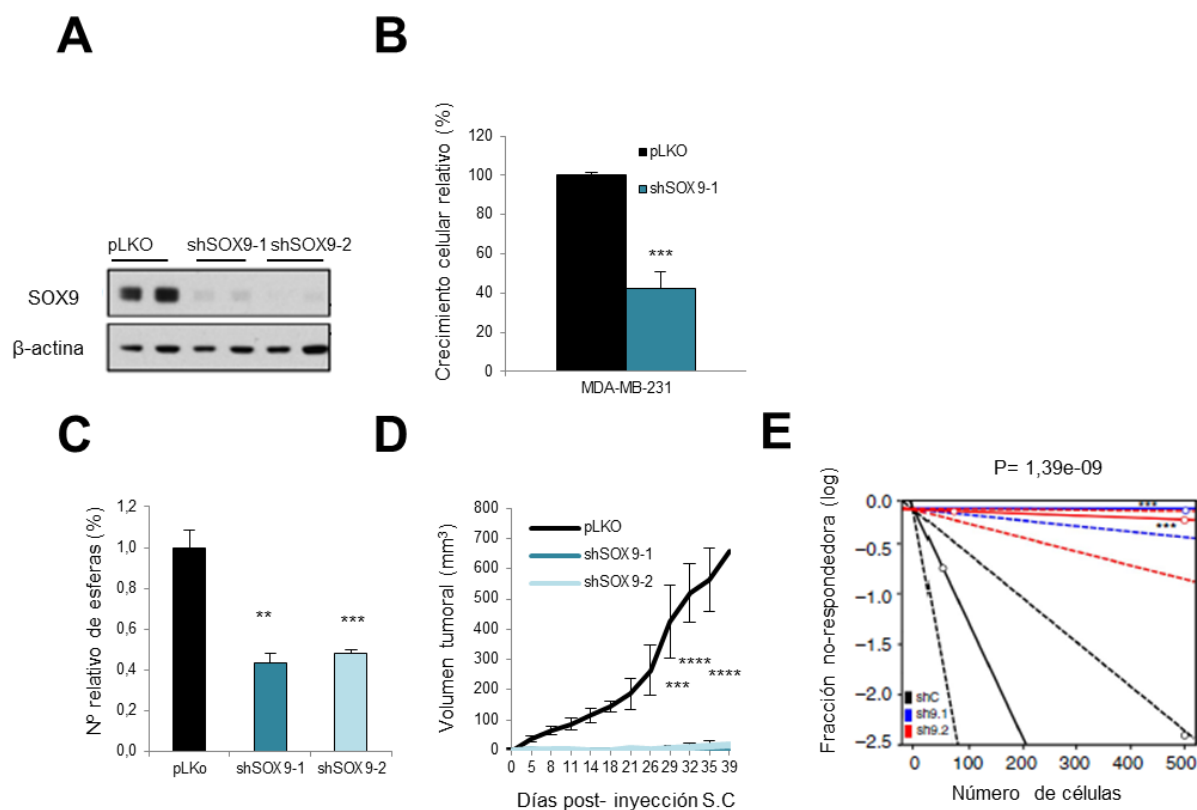 A
pLKO shSOX9-1 shSOX9-2
SOX9
β-actina
B
Crecimiento celular relativo (%)
120
100
80
60
40
20
0
pLKO
shSOX9-1
***
MDA-MB-231
C
Nº relativo de esferas (%)
1,2
1,0
0,8
0,6
0,4
0,2
0,0
**
***
pLKo shSOX9-1 shSOX9-2
D
Volumen tumoral (mm³)
800
700
600
500
400
300
200
100
0
pLKO
shSOX9-1
shSOX9-2
****
***
****
0 5 8 11 14 18 21 26 29 32 35 39
Días post- inyección S.C
E
P= 1,39e-09
Fracción no-respondedora (log)
0.0
−0.5
−1.0
−1.5
−2.0
−2.5
***
***
shC
sh9.1
sh9.2
0 100 200 300 400 500
Número de células